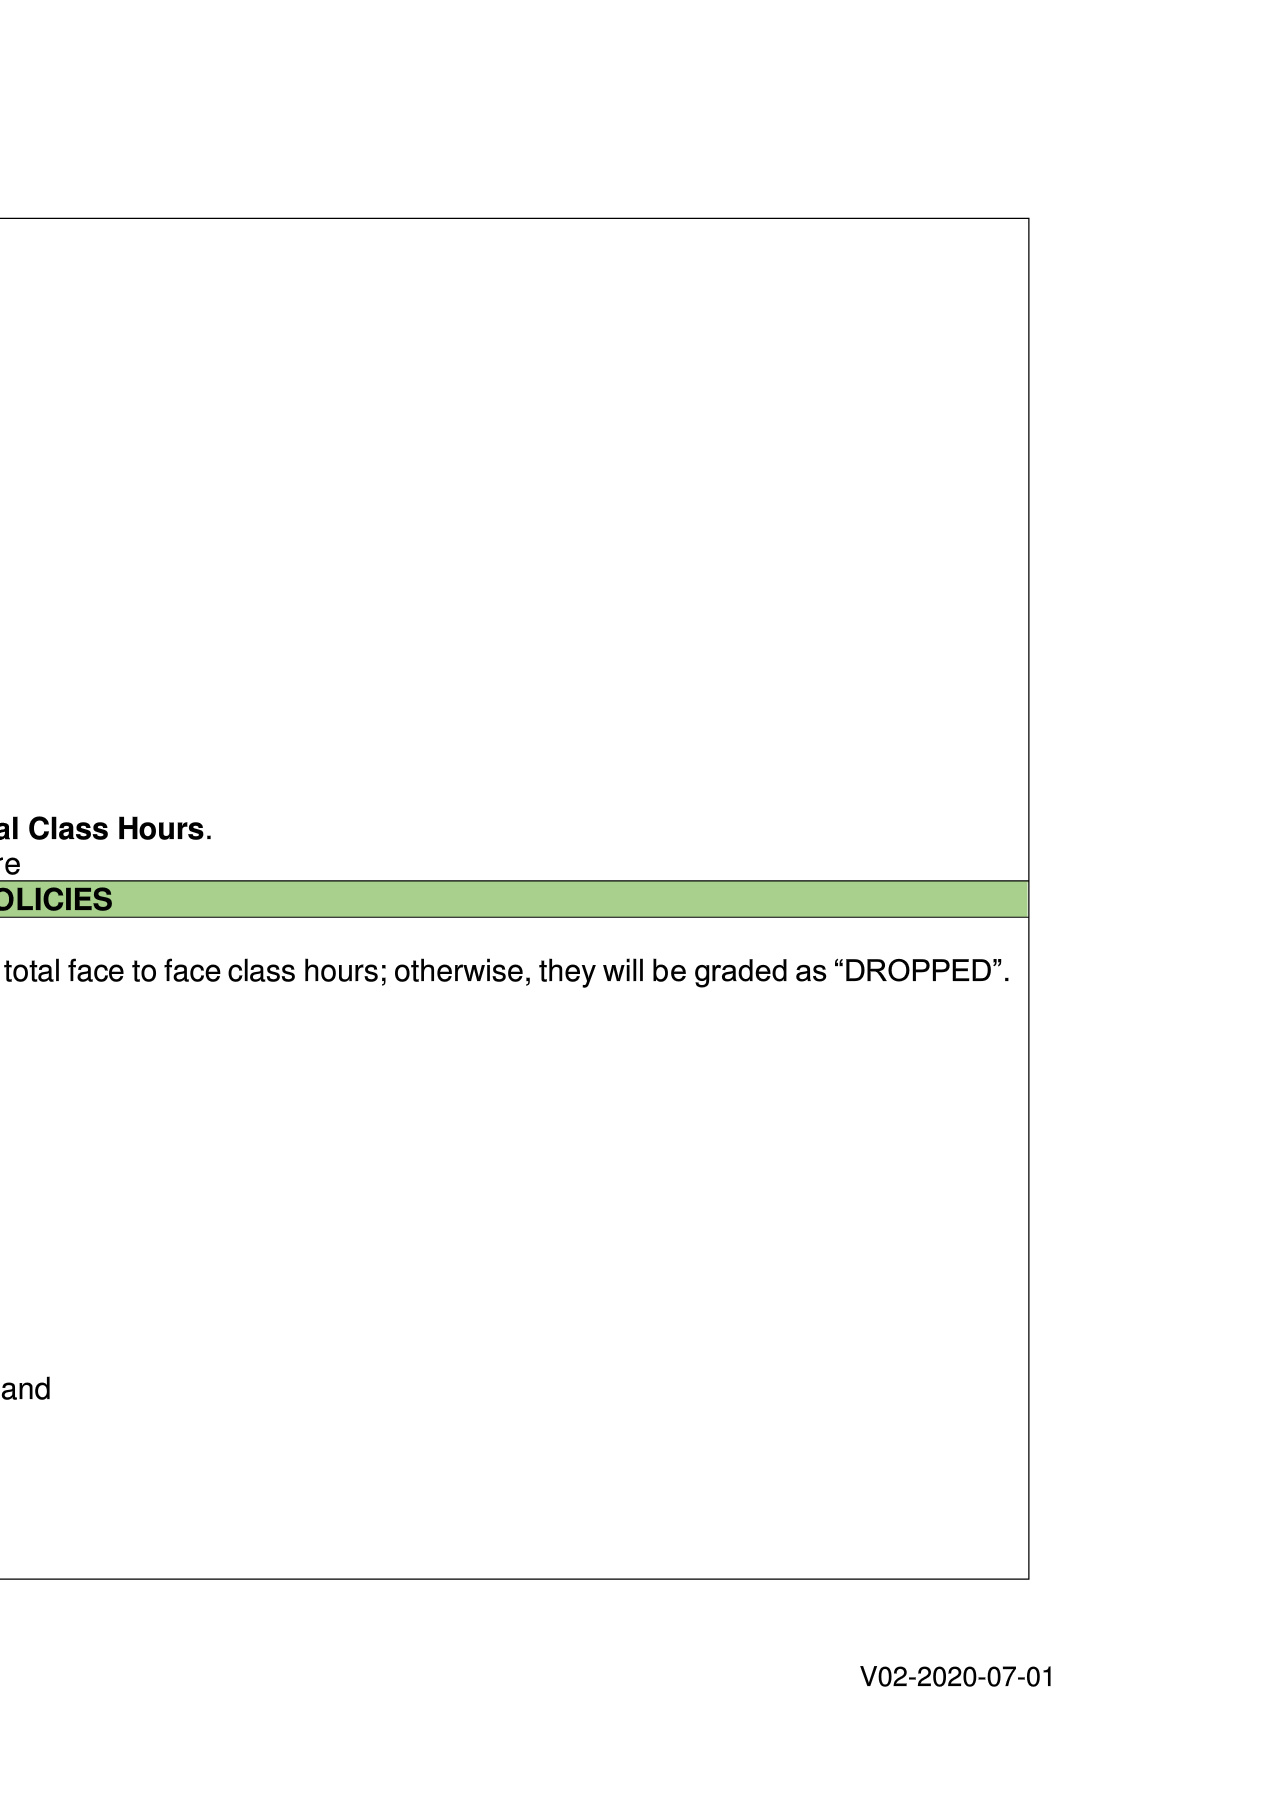 al Class Hours.
re
OLICIES
total face to face class hours; otherwise, they will be graded as “DROPPED”.
and
V02-2020-07-01